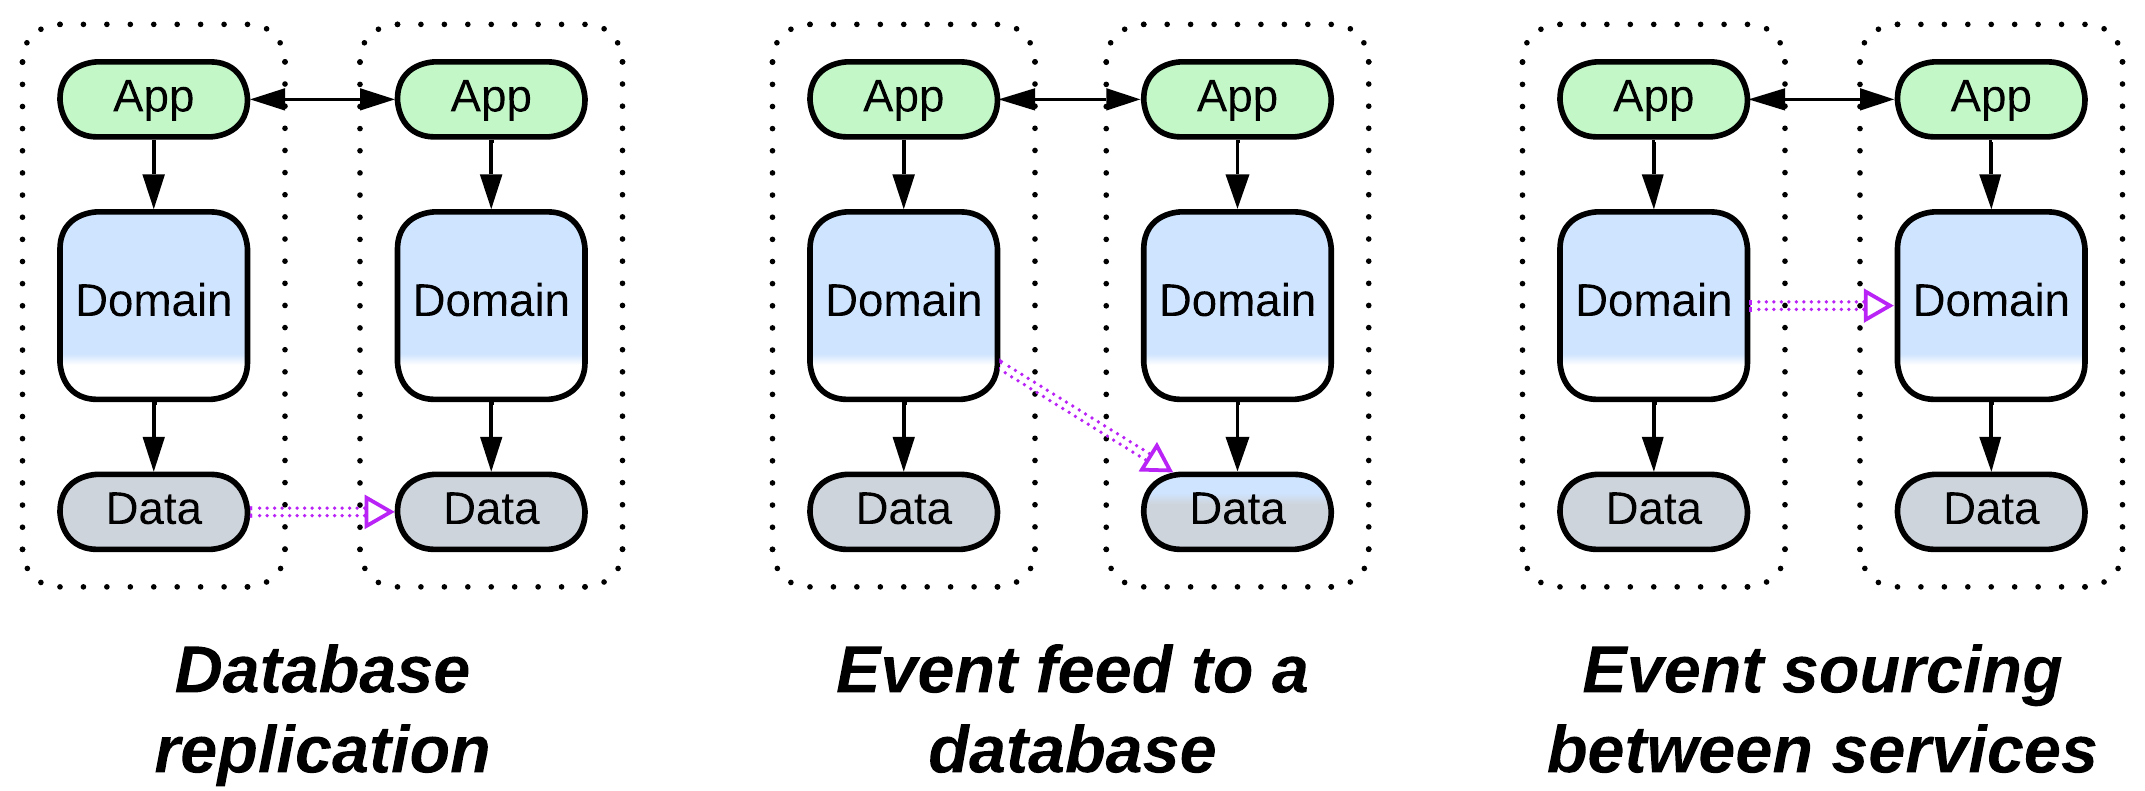 App
App
Domain
Domain
Data
Data
Database
replication
App
App
Domain
Domain
Data
Data
Event feed to a
database
App
App
Domain
Domain
Data
Data
Event sourcing
between services